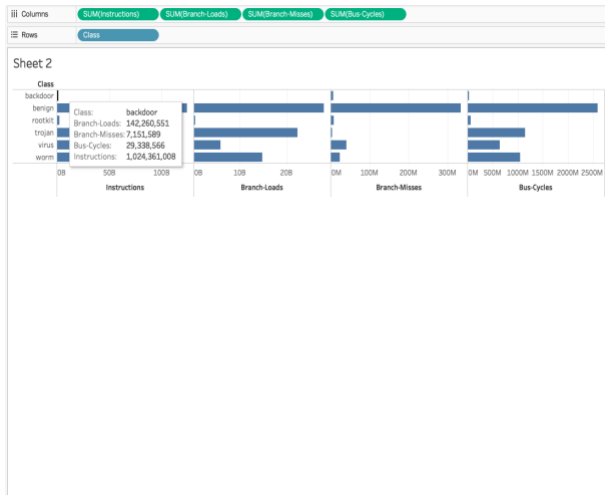 Columns SUM(Instructions) SUM(Branch-Loads) SUM(Branch-Misses) SUM(Bus-Cycles)
Rows Class
Sheet 2
Class
backdoor
benign
rootkit
trojan
virus
worm
Class: backdoor
Branch-Loads: 142,260,551
Branch-Misses: 7,151,589
Bus-Cycles: 29,338,566
Instructions: 1,024,361,008
0B 50B 100B 0B 10B 20B 0M 100M 200M 300M 0M 500M 1000M 1500M 2000M 2500M
Instructions Branch-Loads Branch-Misses Bus-Cycles